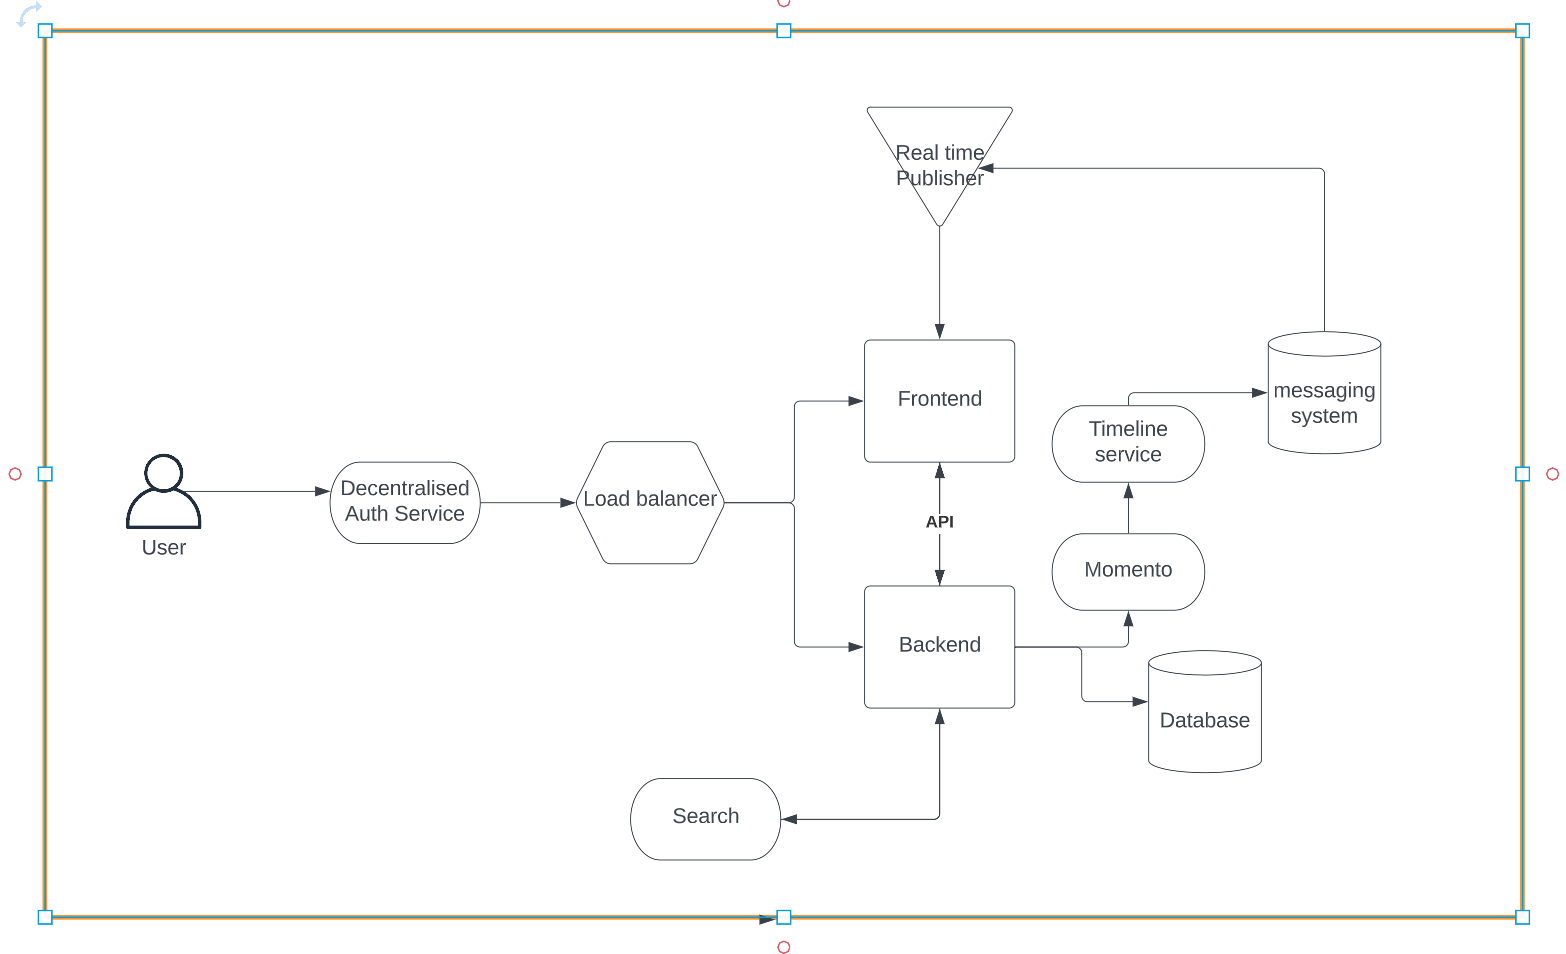 Real time
Publisher
Frontend
messaging
system
Timeline
service
Decentralised
Auth Service
Load balancer
API
User
Momento
Backend
Database
Search